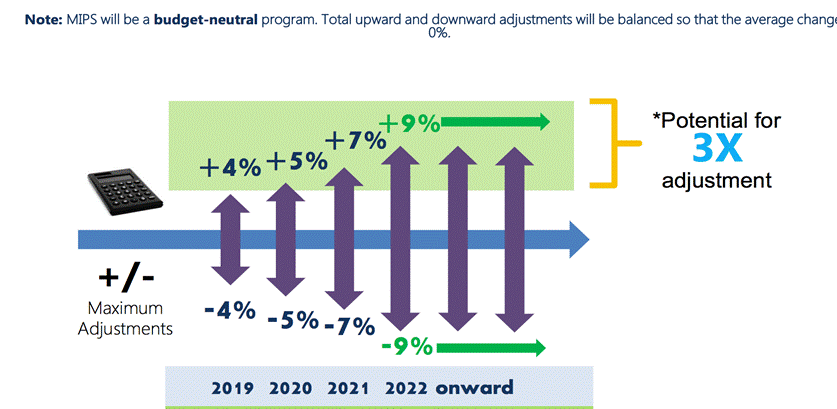 Note: MIPS will be a budget-neutral program. Total upward and downward adjustments will be balanced so that the average change
0%.
+9%
+7%
+5%
+4%
*Potential for
3X
adjustment
+/-
Maximum
Adjustments
-4%
-5%
-7%
-9%
2019 2020 2021 2022 onward